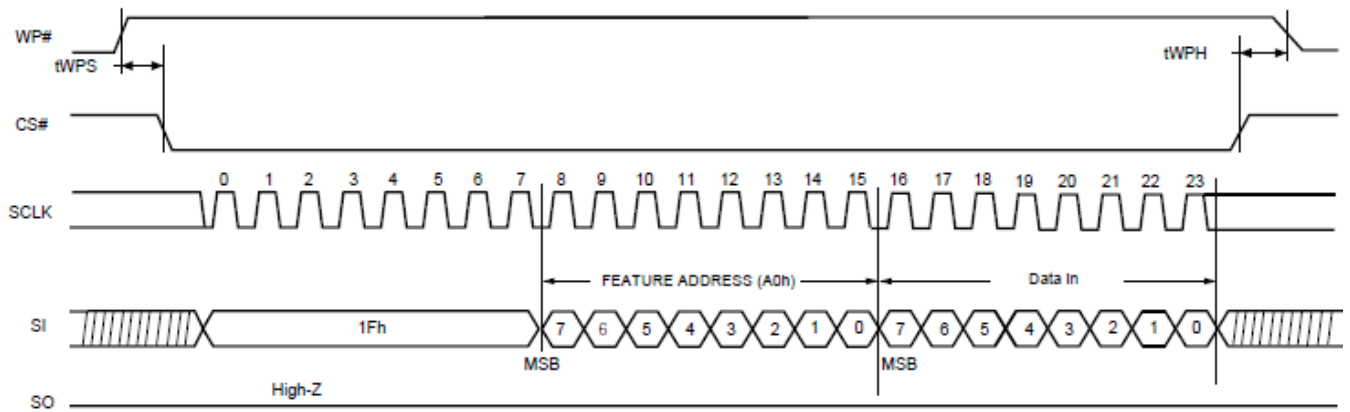 WP#
tWPS
tWPH
CS#
0 1 2 3 4 5 6 7 8 9 10 11 12 13 14 15 16 17 18 19 20 21 22 23
SCLK
FEATURE ADDRESS (A0h) Data In
SI 1Fh 7 6 5 4 3 2 1 0 7 6 5 4 3 2 1 0
MSB MSB
High-Z
SO